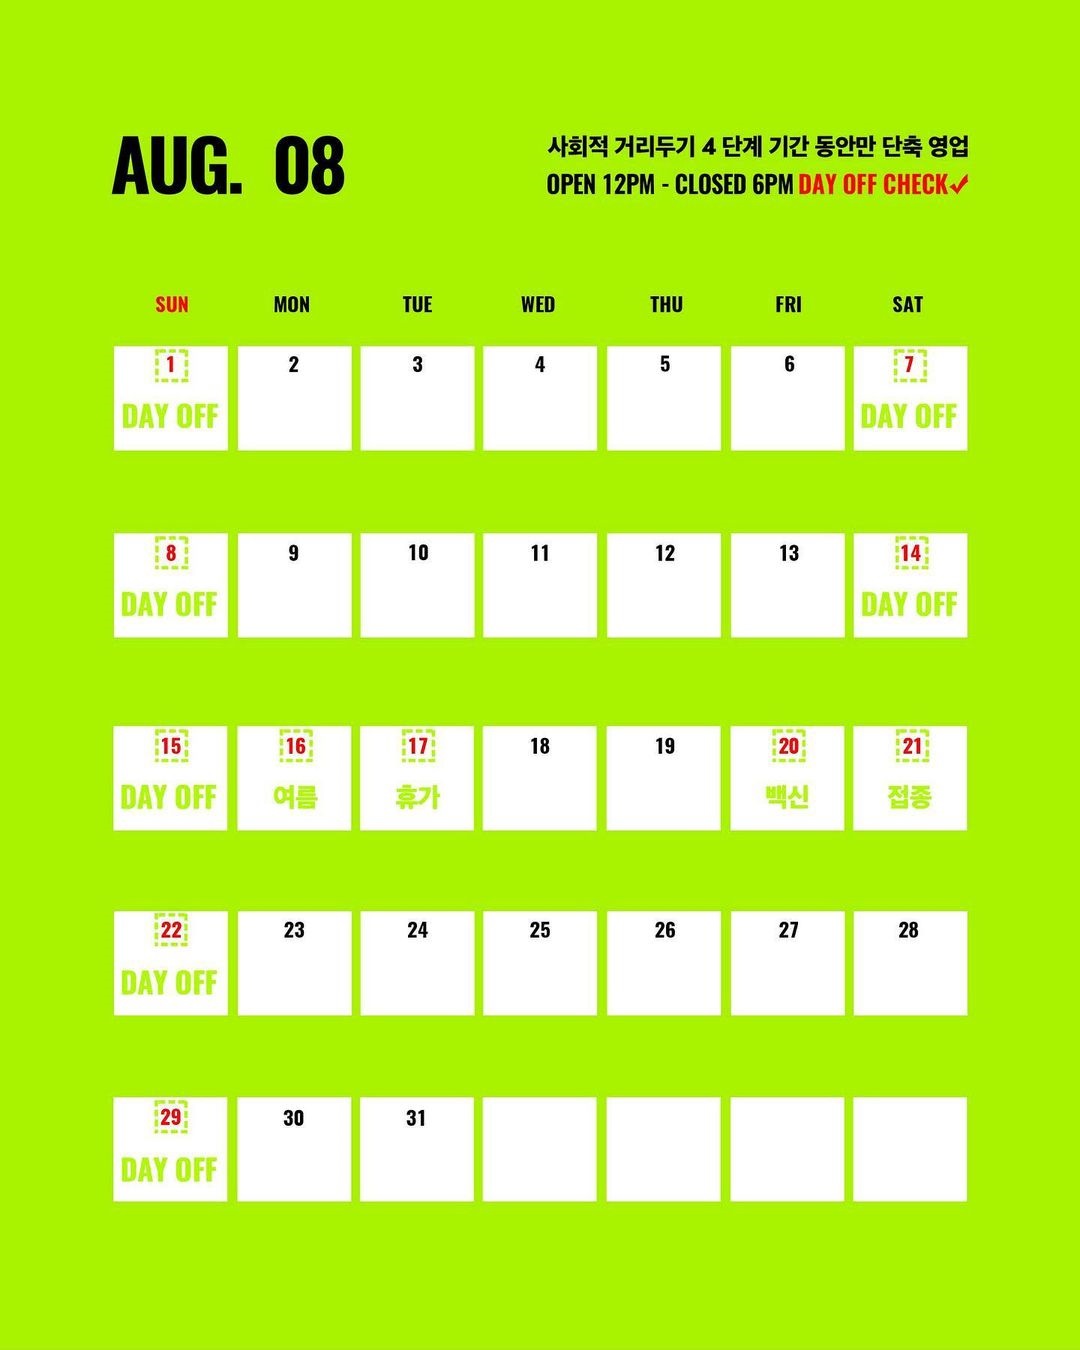 AUG. 08
사회적 거리두기 4 단계 기간 동안만 단축 영업
OPEN 12PM - CLOSED 6PM DAY OFF CHECK✓
SUN MON TUE WED THU FRI SAT
1 2 3 4 5 6 7
DAY OFF DAY OFF
8 9 10 11 12 13 14
DAY OFF DAY OFF
15 16 17 18 19 20 21
DAY OFF 여름 휴가 백신 접종
22 23 24 25 26 27 28
DAY OFF
29 30 31
DAY OFF